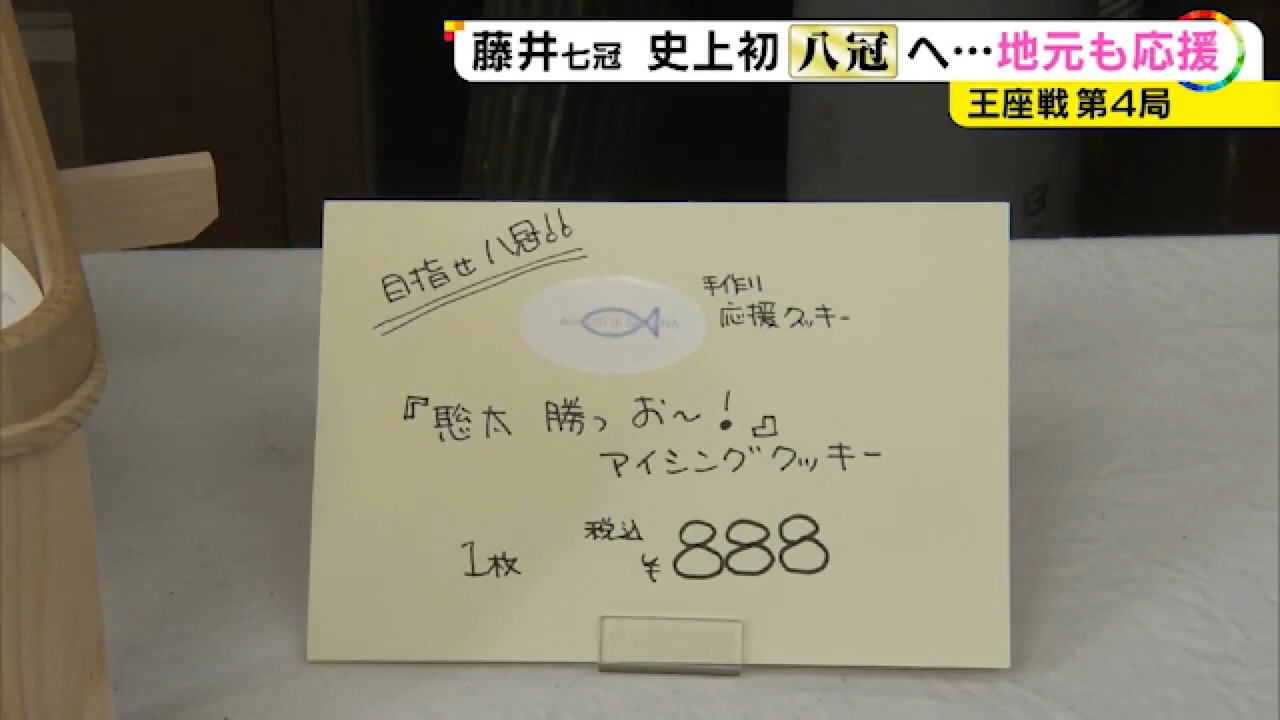 藤井七冠 史上初 八冠 へ…地元も応援
王座戦 第4局
目指せ八冠!!
手作り
応援クッキー
『聡太 勝つお~!』
アイシングクッキー
1枚 税込 ¥888